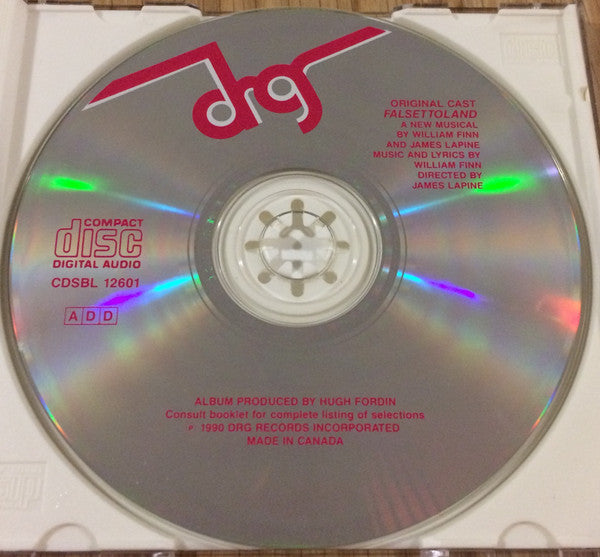 drg
ORIGINAL CAST
FALSETTOLAND
A NEW MUSICAL
BY WILLIAM FINN
AND JAMES LAPINE
MUSIC AND LYRICS BY
WILLIAM FINN
DIRECTED BY
JAMES LAPINE
COMPACT
disc
DIGITAL AUDIO
CDSBL 12601
ADD
ALBUM PRODUCED BY HUGH FORDIN
Consult booklet for complete listing of selections
℗ 1990 DRG RECORDS INCORPORATED
MADE IN CANADA